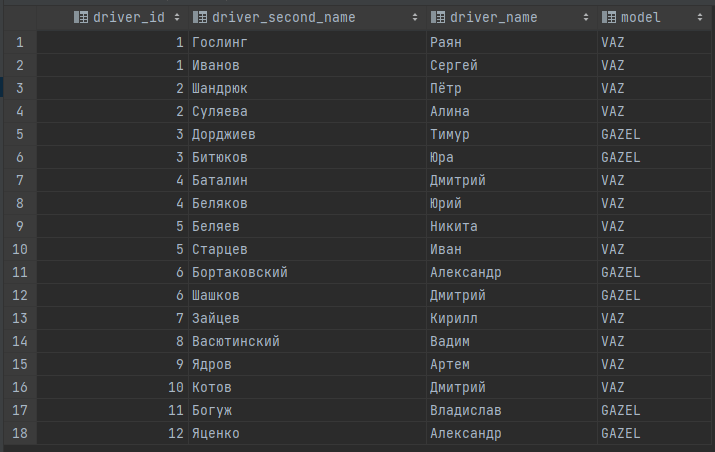 driver_id driver_second_name driver_name model
1 1 Гослинг Раян VAZ
2 1 Иванов Сергей VAZ
3 2 Шандрюк Пётр VAZ
4 2 Суляева Алина VAZ
5 3 Дорджиев Тимур GAZEL
6 3 Битюков Юра GAZEL
7 4 Баталин Дмитрий VAZ
8 4 Беляков Юрий VAZ
9 5 Беляев Никита VAZ
10 5 Старцев Иван VAZ
11 6 Бортаковский Александр GAZEL
12 6 Шашков Дмитрий GAZEL
13 7 Зайцев Кирилл VAZ
14 8 Васютинский Вадим VAZ
15 9 Ядров Артем VAZ
16 10 Котов Дмитрий VAZ
17 11 Богуж Владислав GAZEL
18 12 Яценко Александр GAZEL